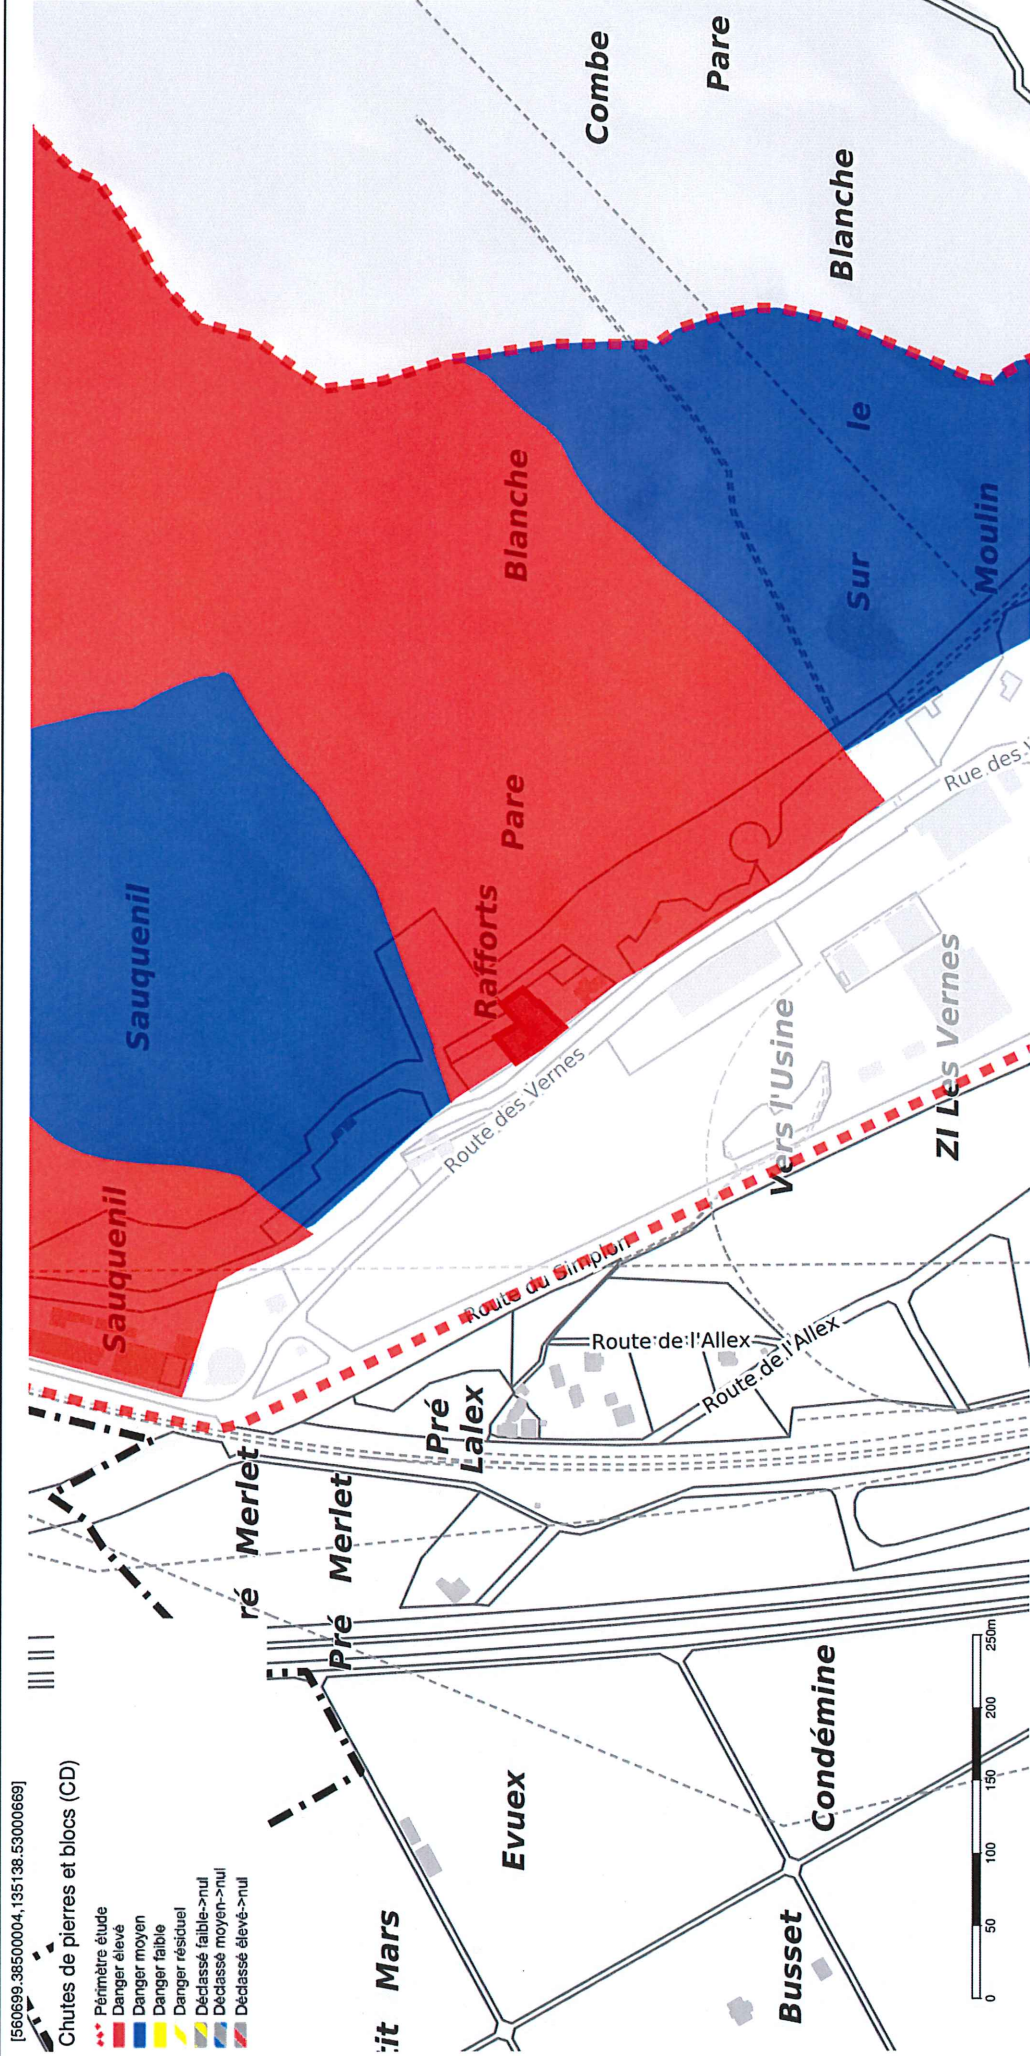 [560699.38500004,135138.53000669]
Chutes de pierres et blocs (CD)
Périmètre étude
Danger élevé
Danger moyen
Danger faible
Danger résiduel
Déclassé faible->nul
Déclassé moyen->nul
Déclassé élevé->nul
Sauquenil
Sauquenil
Combe
Pare
Blanche
Blanche
Pare
Rafforts
Sur le
Moulin
Rue des
Route des Vernes
Vers l'Usine
ZI Les Vernes
Route du Simplon
Route de l'Allex
Route de l'Allex
Pré
Lalex
ré Merlet
Pré Merlet
Evuex
Condémine
tit Mars
Busset
0 50 100 150 200 250m